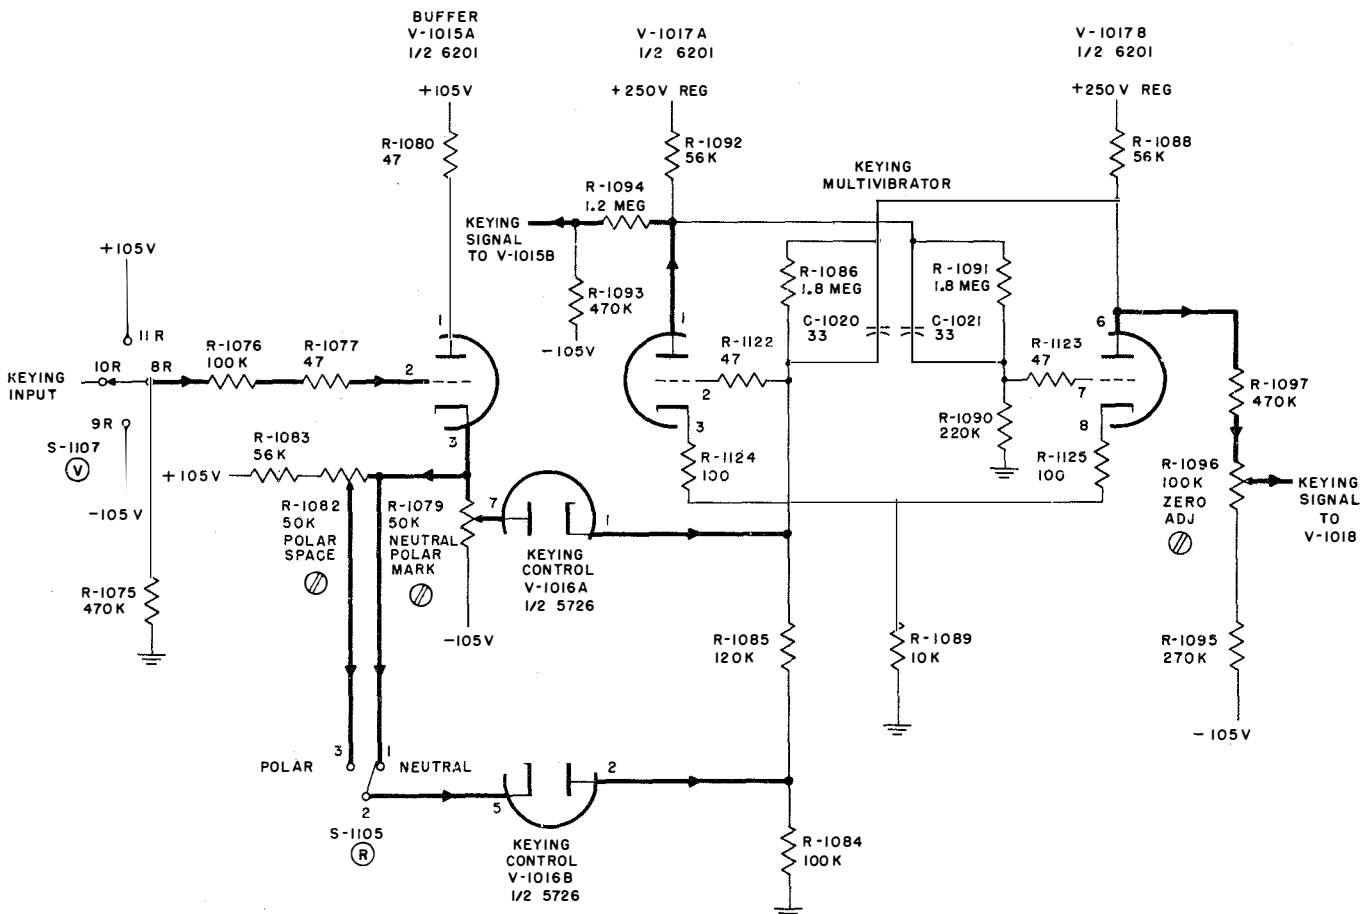 BUFFER
V-1015A
1/2 6201
+105V
R-1080
47
V-1017A
1/2 6201
+250V REG
R-1092
56K
V-1017B
1/2 6201
+250V REG
R-1088
56K
KEYING
MULTIVIBRATOR
R-1094
1.2 MEG
KEYING
SIGNAL
TO V-1015B
R-1093
470K
-105V
R-1086
1.8 MEG
R-1091
1.8 MEG
C-1020
33
C-1021
33
+105V
11R
10R
8R
KEYING
INPUT
9R
S-1107
V
-105V
R-1076
100K
R-1077
47
1
2
3
1
R-1122
47
2
3
R-1124
100
R-1123
47
R-1090
220K
6
7
8
R-1125
100
R-1097
470K
R-1096
100K
ZERO
ADJ
KEYING
SIGNAL
TO
V-1018
R-1083
56K
+105V
R-1082
50K
POLAR
SPACE
R-1079
50K
NEUTRAL
POLAR
MARK
-105V
7
1
KEYING
CONTROL
V-1016A
1/2 5726
R-1075
470K
R-1085
120K
R-1089
10K
R-1095
270K
-105V
POLAR
3
1
NEUTRAL
2
S-1105
R
5
2
KEYING
CONTROL
V-1016B
1/2 5726
R-1084
100K